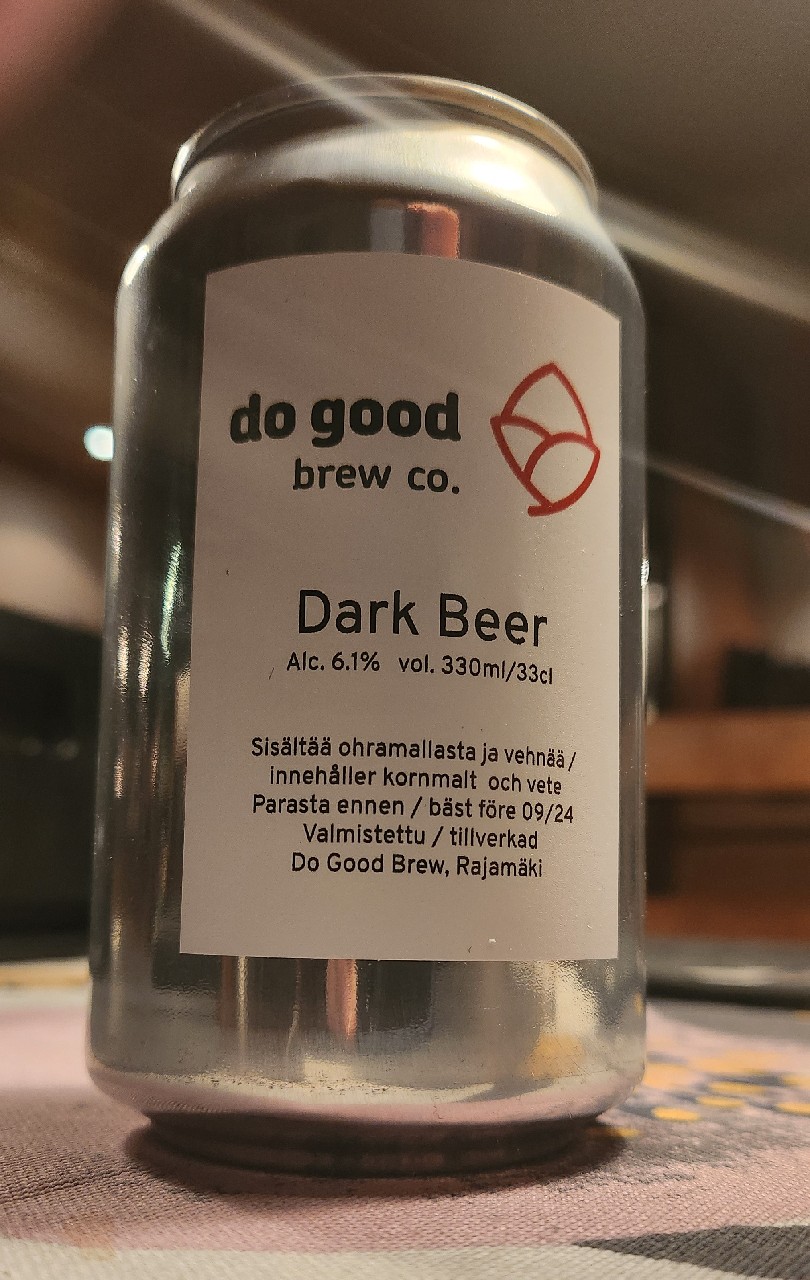 do good
brew co.
Dark Beer
Alc. 6.1% vol. 330ml/33cl
Sisältää ohramallasta ja vehnää /
innehåller kornmalt och vete
Parasta ennen / bäst före 09/24
Valmistettu / tillverkad
Do Good Brew, Rajamäki